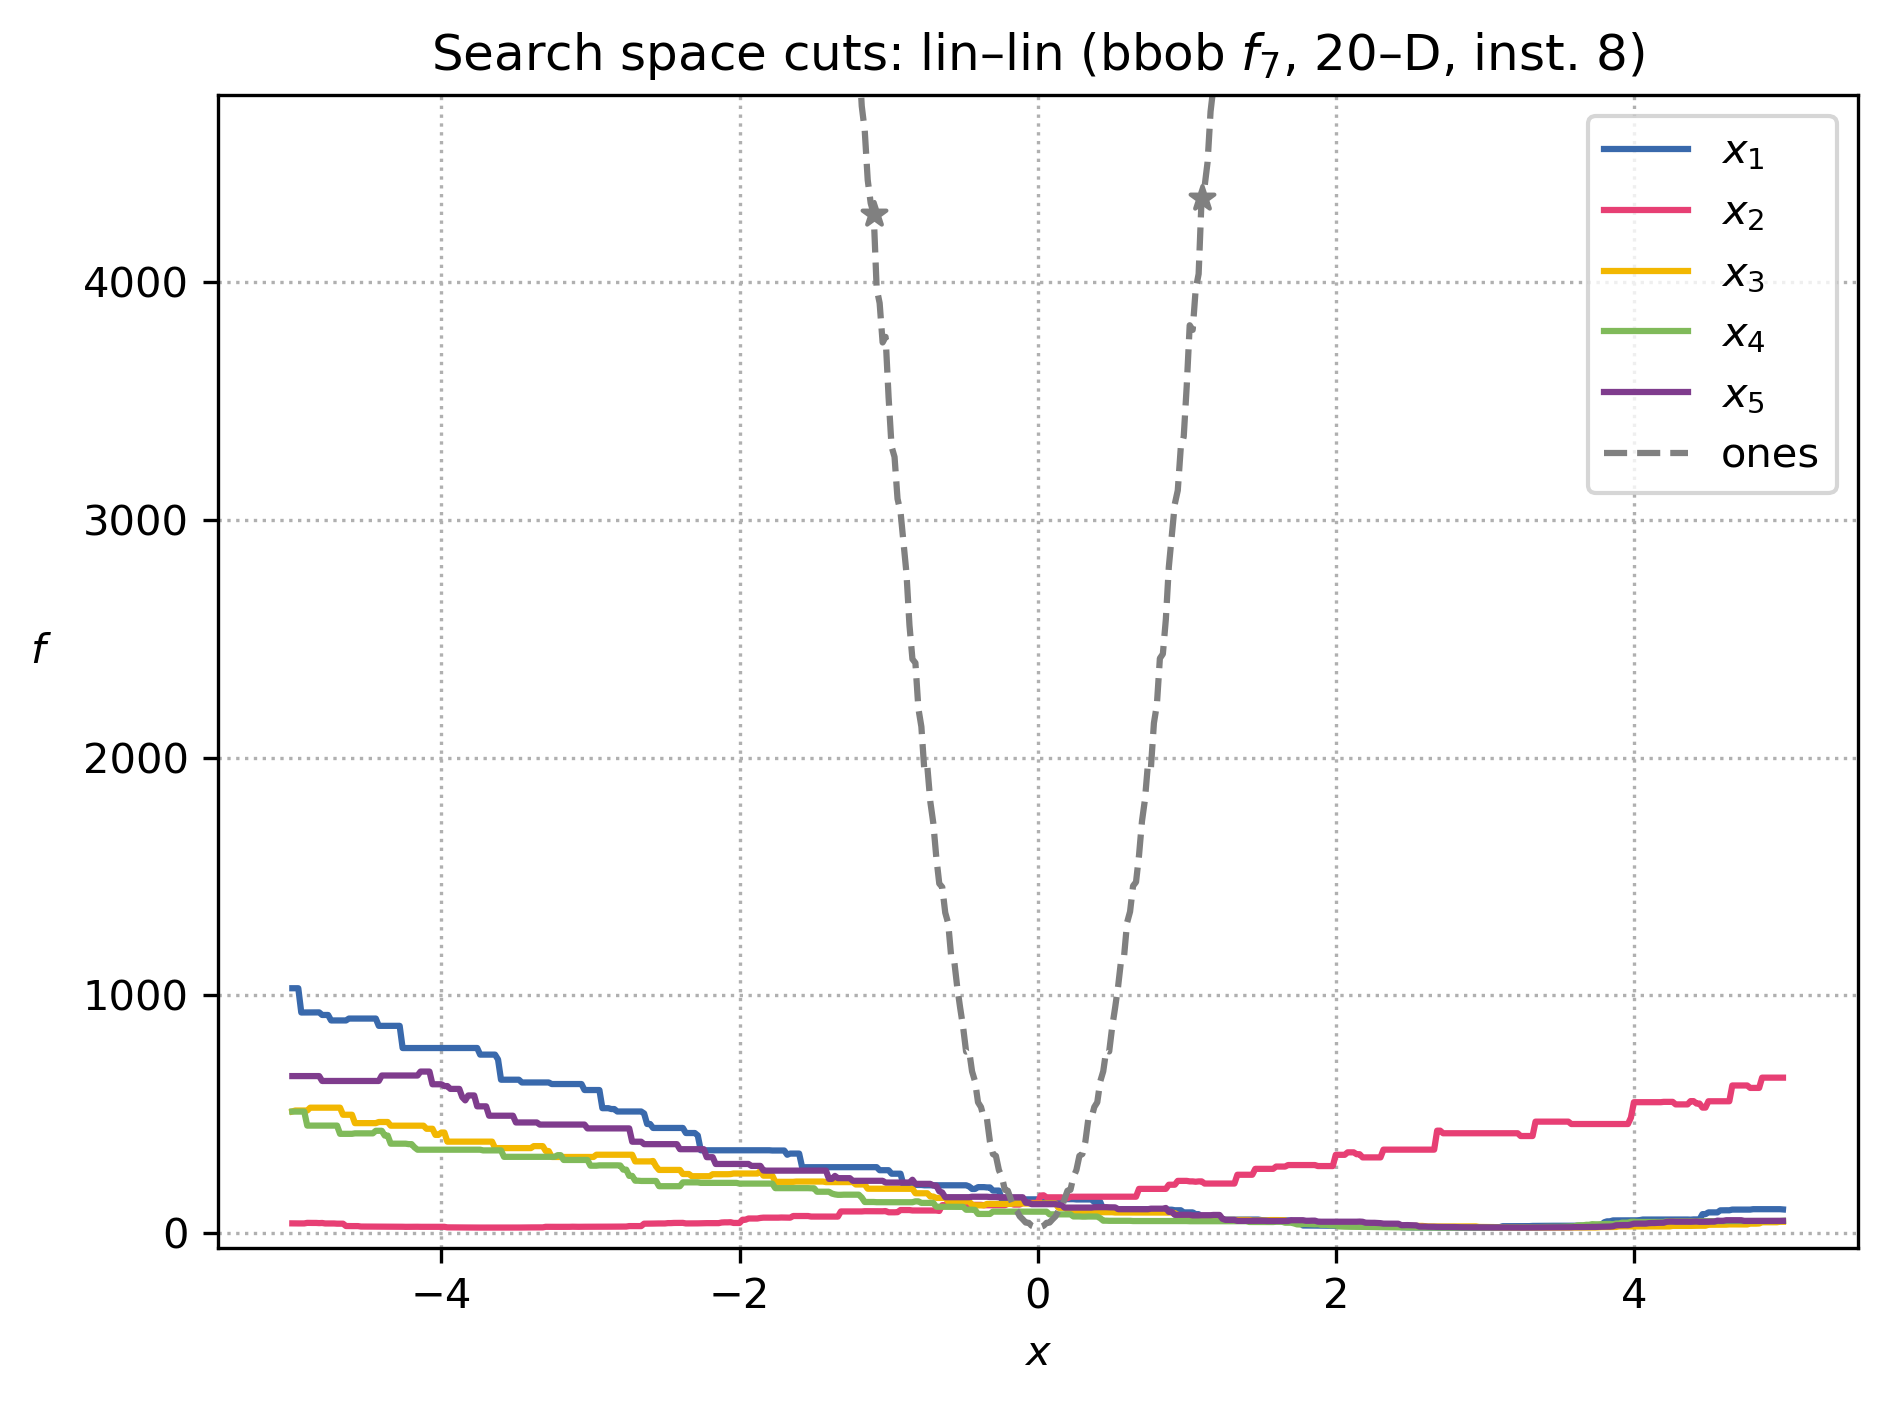 Search space cuts: lin–lin (bbob f₇, 20–D, inst. 8)
x₁
x₂
x₃
x₄
x₅
ones
4000
3000
2000
1000
0
f
−4 −2 0 2 4
x